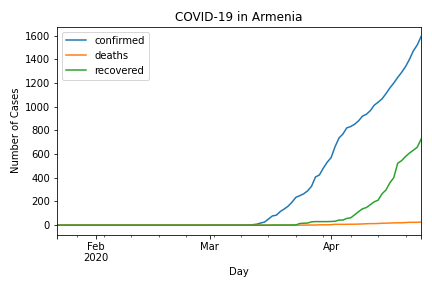 COVID-19 in Armenia
confirmed
deaths
recovered
Number of Cases
1600
1400
1200
1000
800
600
400
200
0
Feb
2020
Mar
Apr
Day